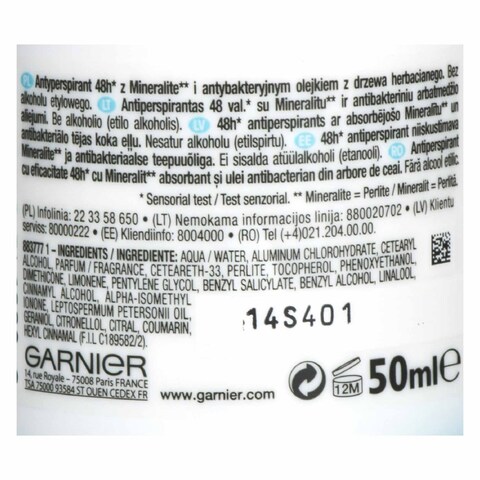 PL Antyperspirant 48h* z Mineralite** i antybakteryjnym olejkiem z drzewa herbacianego. Bez
alkoholu etylowego. LT Antiperspirantas 48 val.* su Mineralitu** ir antibakteriniu arbatmedžio
aliejumi. Be alkoholio (etilo alkoholis). LV 48h* antiperspirants ar absorbējošo Mineralītu** un
antibakteriālo tējas koka eļļu. Nesatur alkoholu (etilspirtu). EE 48h* antiperspirant niiskustimava
Mineralite** ja antibakteriaalse teepuuõliga. Ei sisalda atüülalkoholi (etanooli). RO Antiperspirant
cu eficacitate 48h* cu Mineralit** absorbant și ulei antibacterian din arbore de ceai. Fără alcool etilic.
* Sensorial test / Test senzorial. ** Mineralite = Perlite / Mineralit = Perlită.
(PL) Infolinia: 22 33 58 650 • (LT) Nemokama informacijos linija: 880020702 • (LV) Klientu
serviss: 80000222 • (EE) Kliendiinfo: 8004000 • (RO) Tel (+4)021.204.00.00.
883777 1 - INGREDIENTS / INGREDIENTE: AQUA / WATER, ALUMINUM CHLOROHYDRATE, CETEARYL
ALCOHOL, PARFUM / FRAGRANCE, CETEARETH-33, PERLITE, TOCOPHEROL, PHENOXYETHANOL,
DIMETHICONE, LIMONENE, PENTYLENE GLYCOL, BENZYL SALICYLATE, BENZYL ALCOHOL, LINALOOL,
CINNAMYL ALCOHOL, ALPHA-ISOMETHYL
IONONE, LEPTOSPERMUM PETERSONII OIL,
GERANIOL, CITRONELLOL, CITRAL, COUMARIN,
HEXYL CINNAMAL (F.I.L C189582/2).
14S401
GARNIER
14, rue Royale - 75008 Paris FRANCE
TSA 75000 93584 ST OUEN CEDEX.FR
www.garnier.com
12M
50ml e